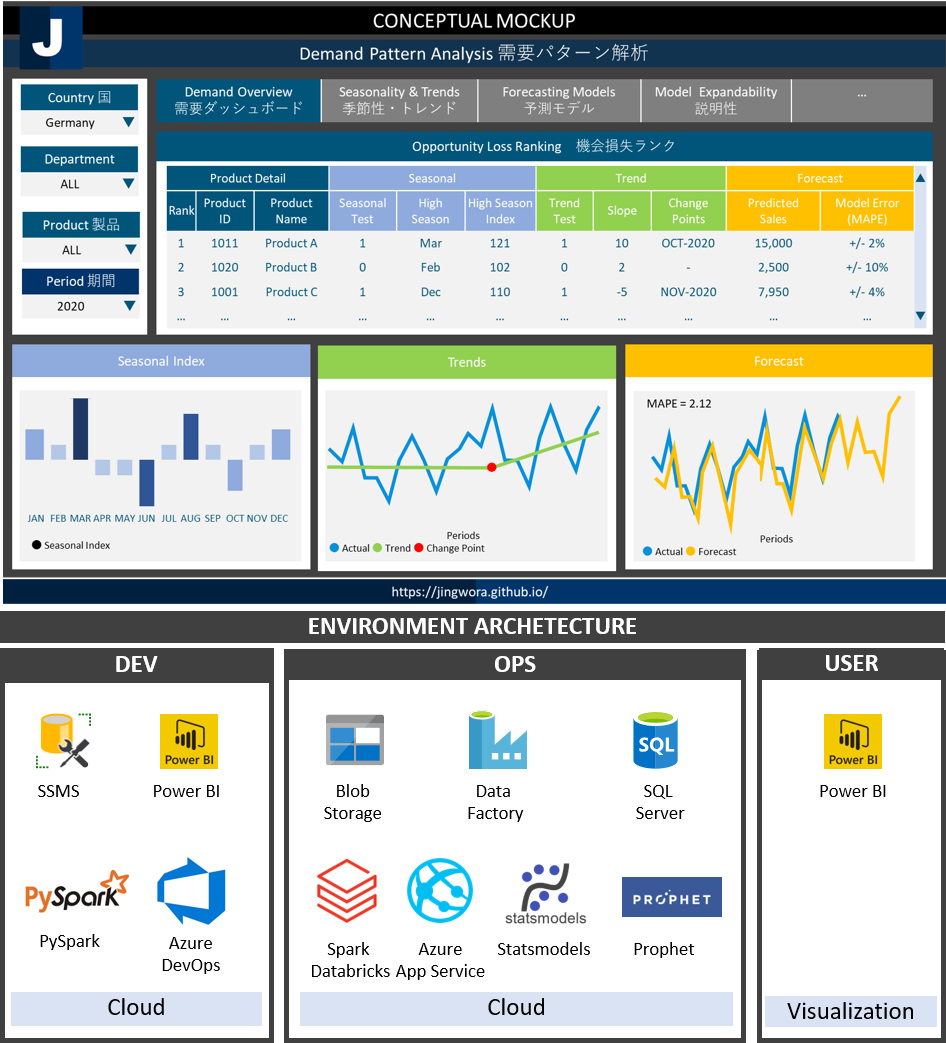 CONCEPTUAL MOCKUP
J
Demand Pattern Analysis 需要パターン解析
Country 国
Germany
Department
ALL
Product 製品
ALL
Period 期間
2020
Demand Overview
需要ダッシュボード
Seasonality & Trends
季節性・トレンド
Forecasting Models
予測モデル
Model Expandability
説明性
...
Opportunity Loss Ranking 機会損失ランク
Product Detail Seasonal Trend Forecast
Rank Product ID Product Name Seasonal Test High Season High Season Index Trend Test Slope Change Points Predicted Sales Model Error (MAPE)
1 1011 Product A 1 Mar 121 1 10 OCT-2020 15,000 +/- 2%
2 1020 Product B 0 Feb 102 0 2 - 2,500 +/- 10%
3 1001 Product C 1 Dec 110 1 -5 NOV-2020 7,950 +/- 4%
... ... ... ... ... ... ... ... ... ... ...
Seasonal Index
JAN FEB MAR APR MAY JUN JUL AUG SEP OCT NOV DEC
Seasonal Index
Trends
Periods
Actual Trend Change Point
Forecast
MAPE = 2.12
Periods
Actual Forecast
https://jingwora.github.io/
ENVIRONMENT ARCHETECTURE
DEV
SSMS
Power BI
Power BI
PySpark
PySpark
Azure
DevOps
Cloud
OPS
Blob
Storage
Data
Factory
SQL
SQL
Server
Spark
Databricks
Azure
App Service
statsmodels
Statsmodels
PROPHET
Prophet
Cloud
USER
Power BI
Power BI
Visualization